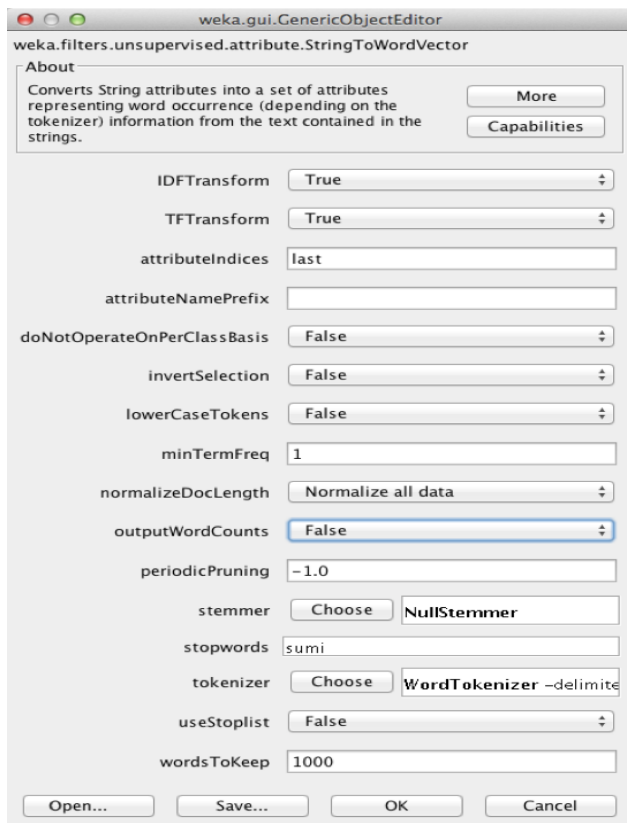 weka.gui.GenericObjectEditor
weka.filters.unsupervised.attribute.StringToWordVector
About
Converts String attributes into a set of attributes
representing word occurrence (depending on the
tokenizer) information from the text contained in the
strings.
More
Capabilities
IDFTransform True
TFTransform True
attributeIndices last
attributeNamePrefix
doNotOperateOnPerClassBasis False
invertSelection False
lowerCaseTokens False
minTermFreq 1
normalizeDocLength Normalize all data
outputWordCounts False
periodicPruning -1.0
stemmer Choose NullStemmer
stopwords sumi
tokenizer Choose WordTokenizer -delimite
useStoplist False
wordsToKeep 1000
Open... Save... OK Cancel